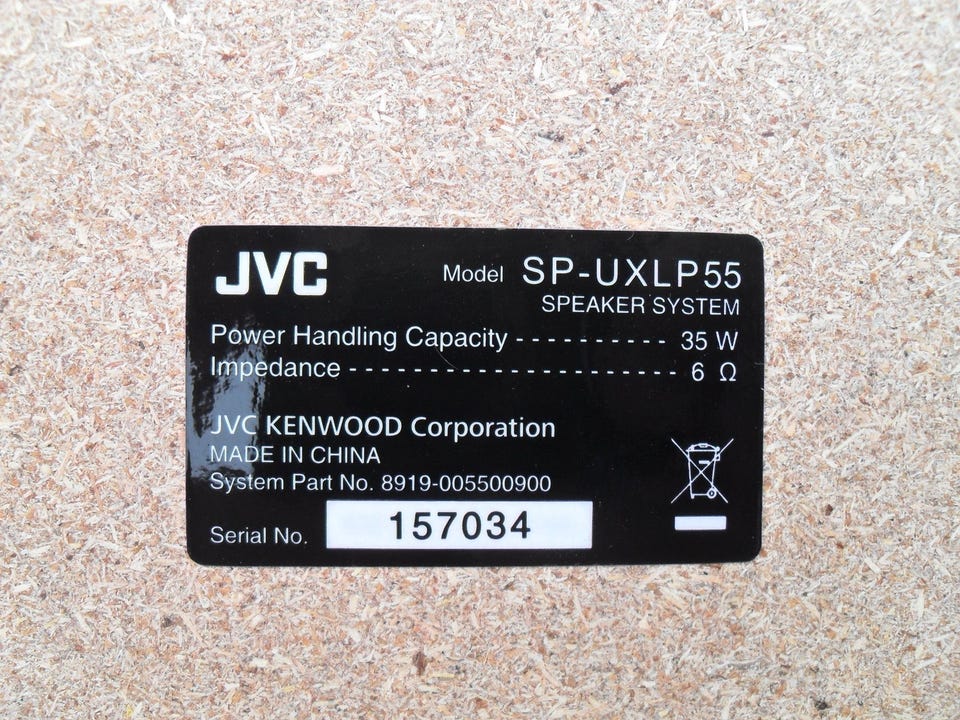 JVC Model SP-UXLP55
SPEAKER SYSTEM
Power Handling Capacity - - - - - - - - - - 35 W
Impedance - - - - - - - - - - - - - - - - - - - - - 6 Ω
JVC KENWOOD Corporation
MADE IN CHINA
System Part No. 8919-005500900
Serial No. 157034